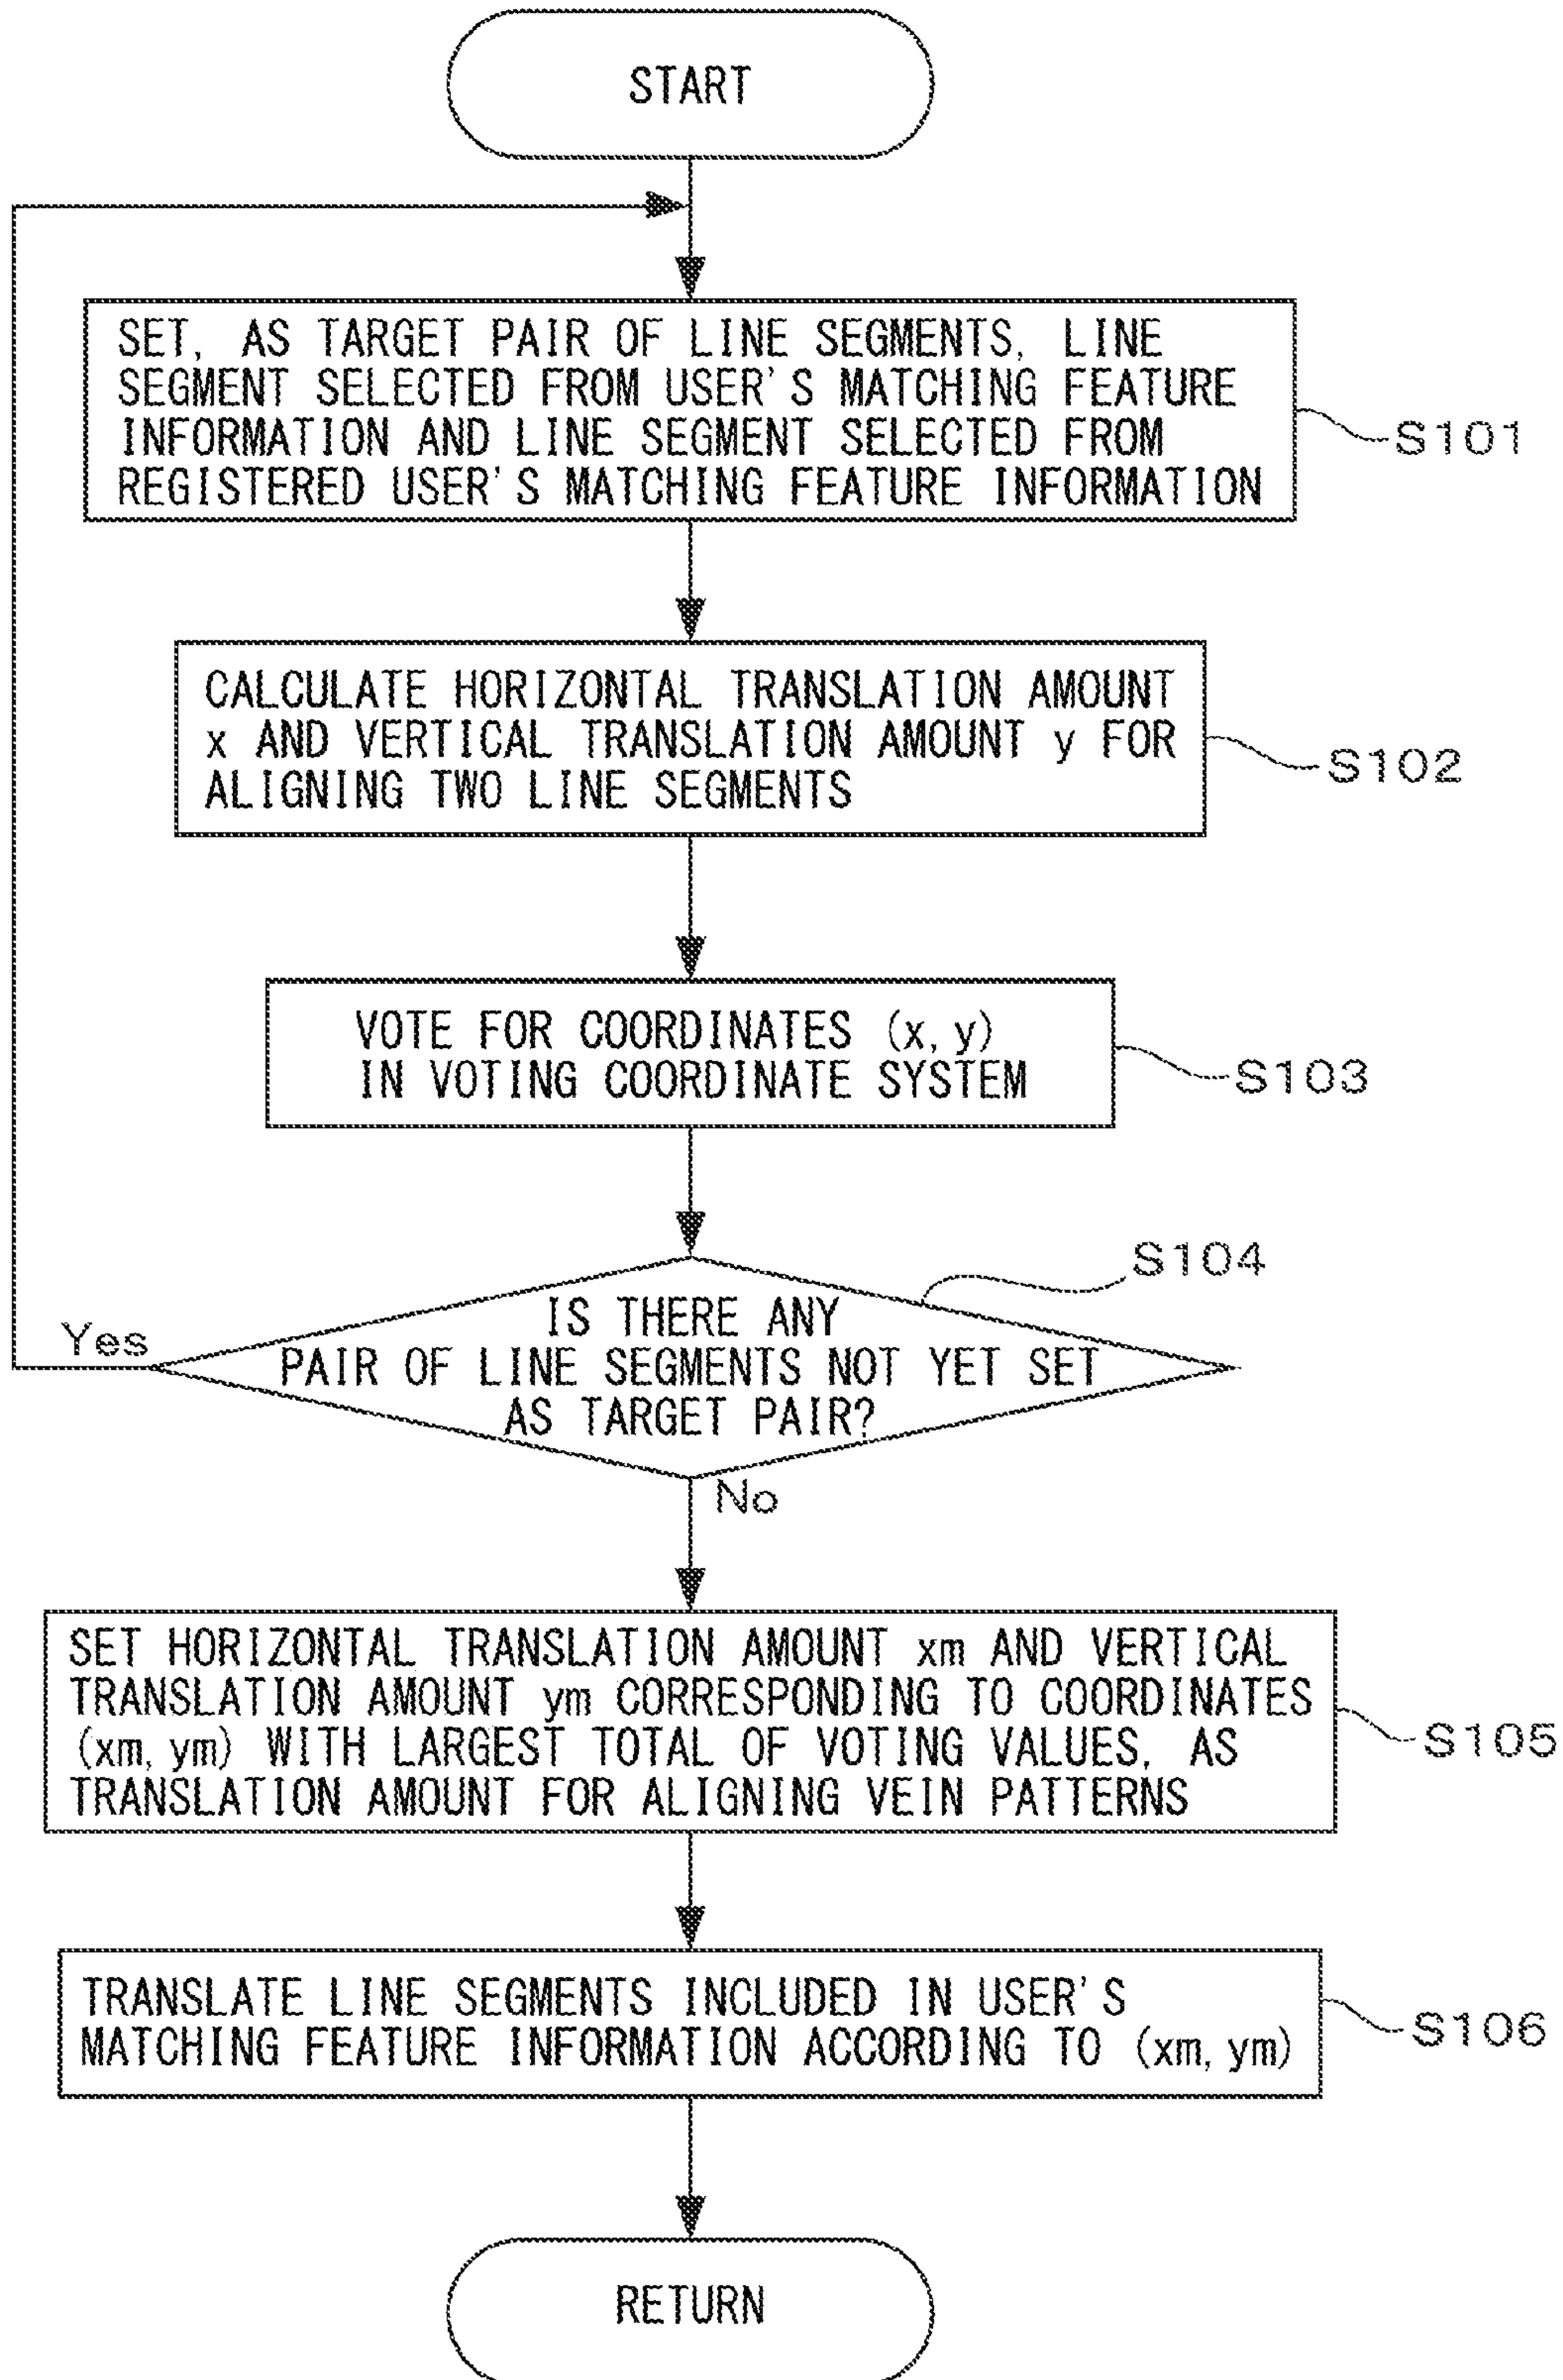 START
SET, AS TARGET PAIR OF LINE SEGMENTS, LINE
SEGMENT SELECTED FROM USER'S MATCHING FEATURE
INFORMATION AND LINE SEGMENT SELECTED FROM
REGISTERED USER'S MATCHING FEATURE INFORMATION
S101
CALCULATE HORIZONTAL TRANSLATION AMOUNT
x AND VERTICAL TRANSLATION AMOUNT y FOR
ALIGNING TWO LINE SEGMENTS
S102
VOTE FOR COORDINATES (x, y)
IN VOTING COORDINATE SYSTEM
S103
S104
IS THERE ANY
PAIR OF LINE SEGMENTS NOT YET SET
AS TARGET PAIR?
Yes
No
SET HORIZONTAL TRANSLATION AMOUNT xm AND VERTICAL
TRANSLATION AMOUNT ym CORRESPONDING TO COORDINATES
(xm, ym) WITH LARGEST TOTAL OF VOTING VALUES, AS
TRANSLATION AMOUNT FOR ALIGNING VEIN PATTERNS
S105
TRANSLATE LINE SEGMENTS INCLUDED IN USER'S
MATCHING FEATURE INFORMATION ACCORDING TO (xm, ym)
S106
RETURN